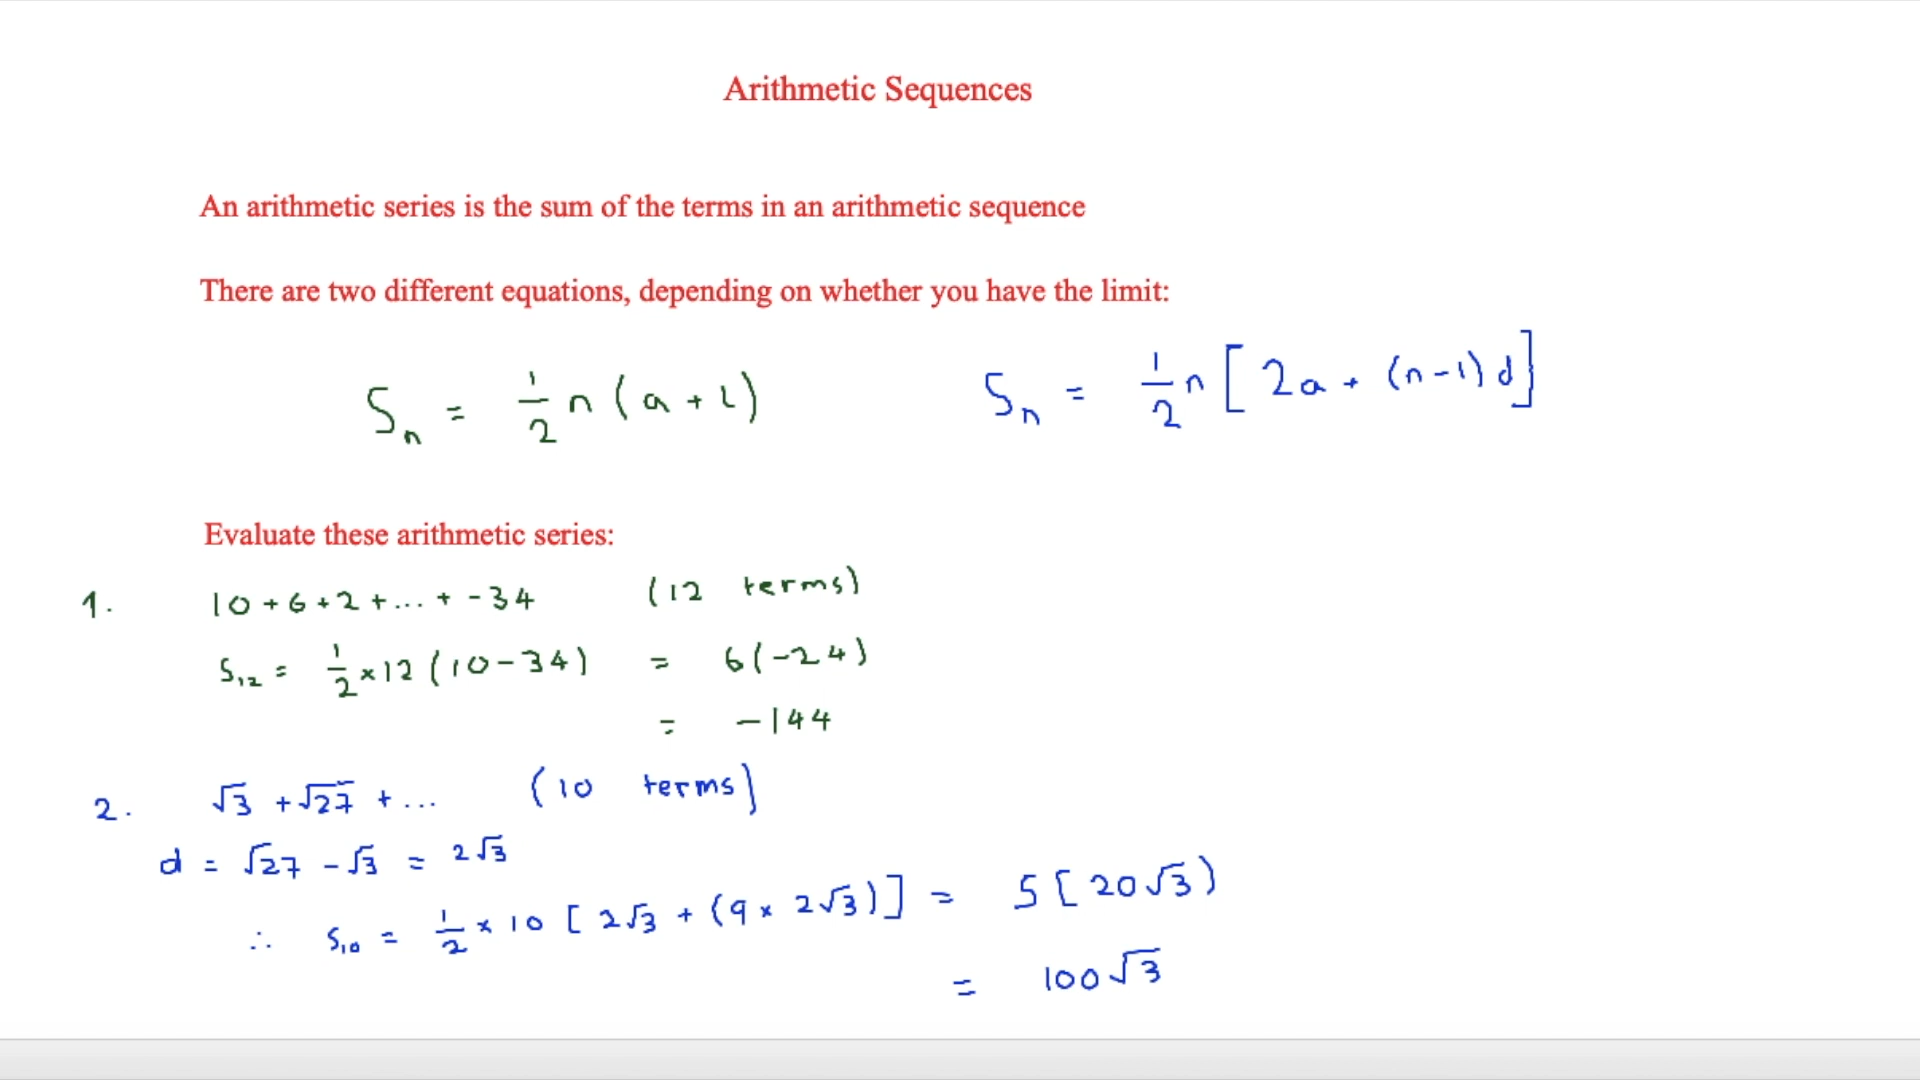 Arithmetic Sequences
An arithmetic series is the sum of the terms in an arithmetic sequence
There are two different equations, depending on whether you have the limit:
Sₙ = 1/2 n (a + L)    Sₙ = 1/2 n [2a + (n-1)d]
Evaluate these arithmetic series:
1. 10 + 6 + 2 + ... + -34 (12 terms)
S₁₂ = 1/2 × 12 (10 - 34) = 6(-24)
= -144
2. √3 + √27 + ... (10 terms]
d = √27 - √3 = 2√3
∴ S₁₀ = 1/2 × 10 [2√3 + (9 × 2√3)] = 5[20√3)
= 100√3